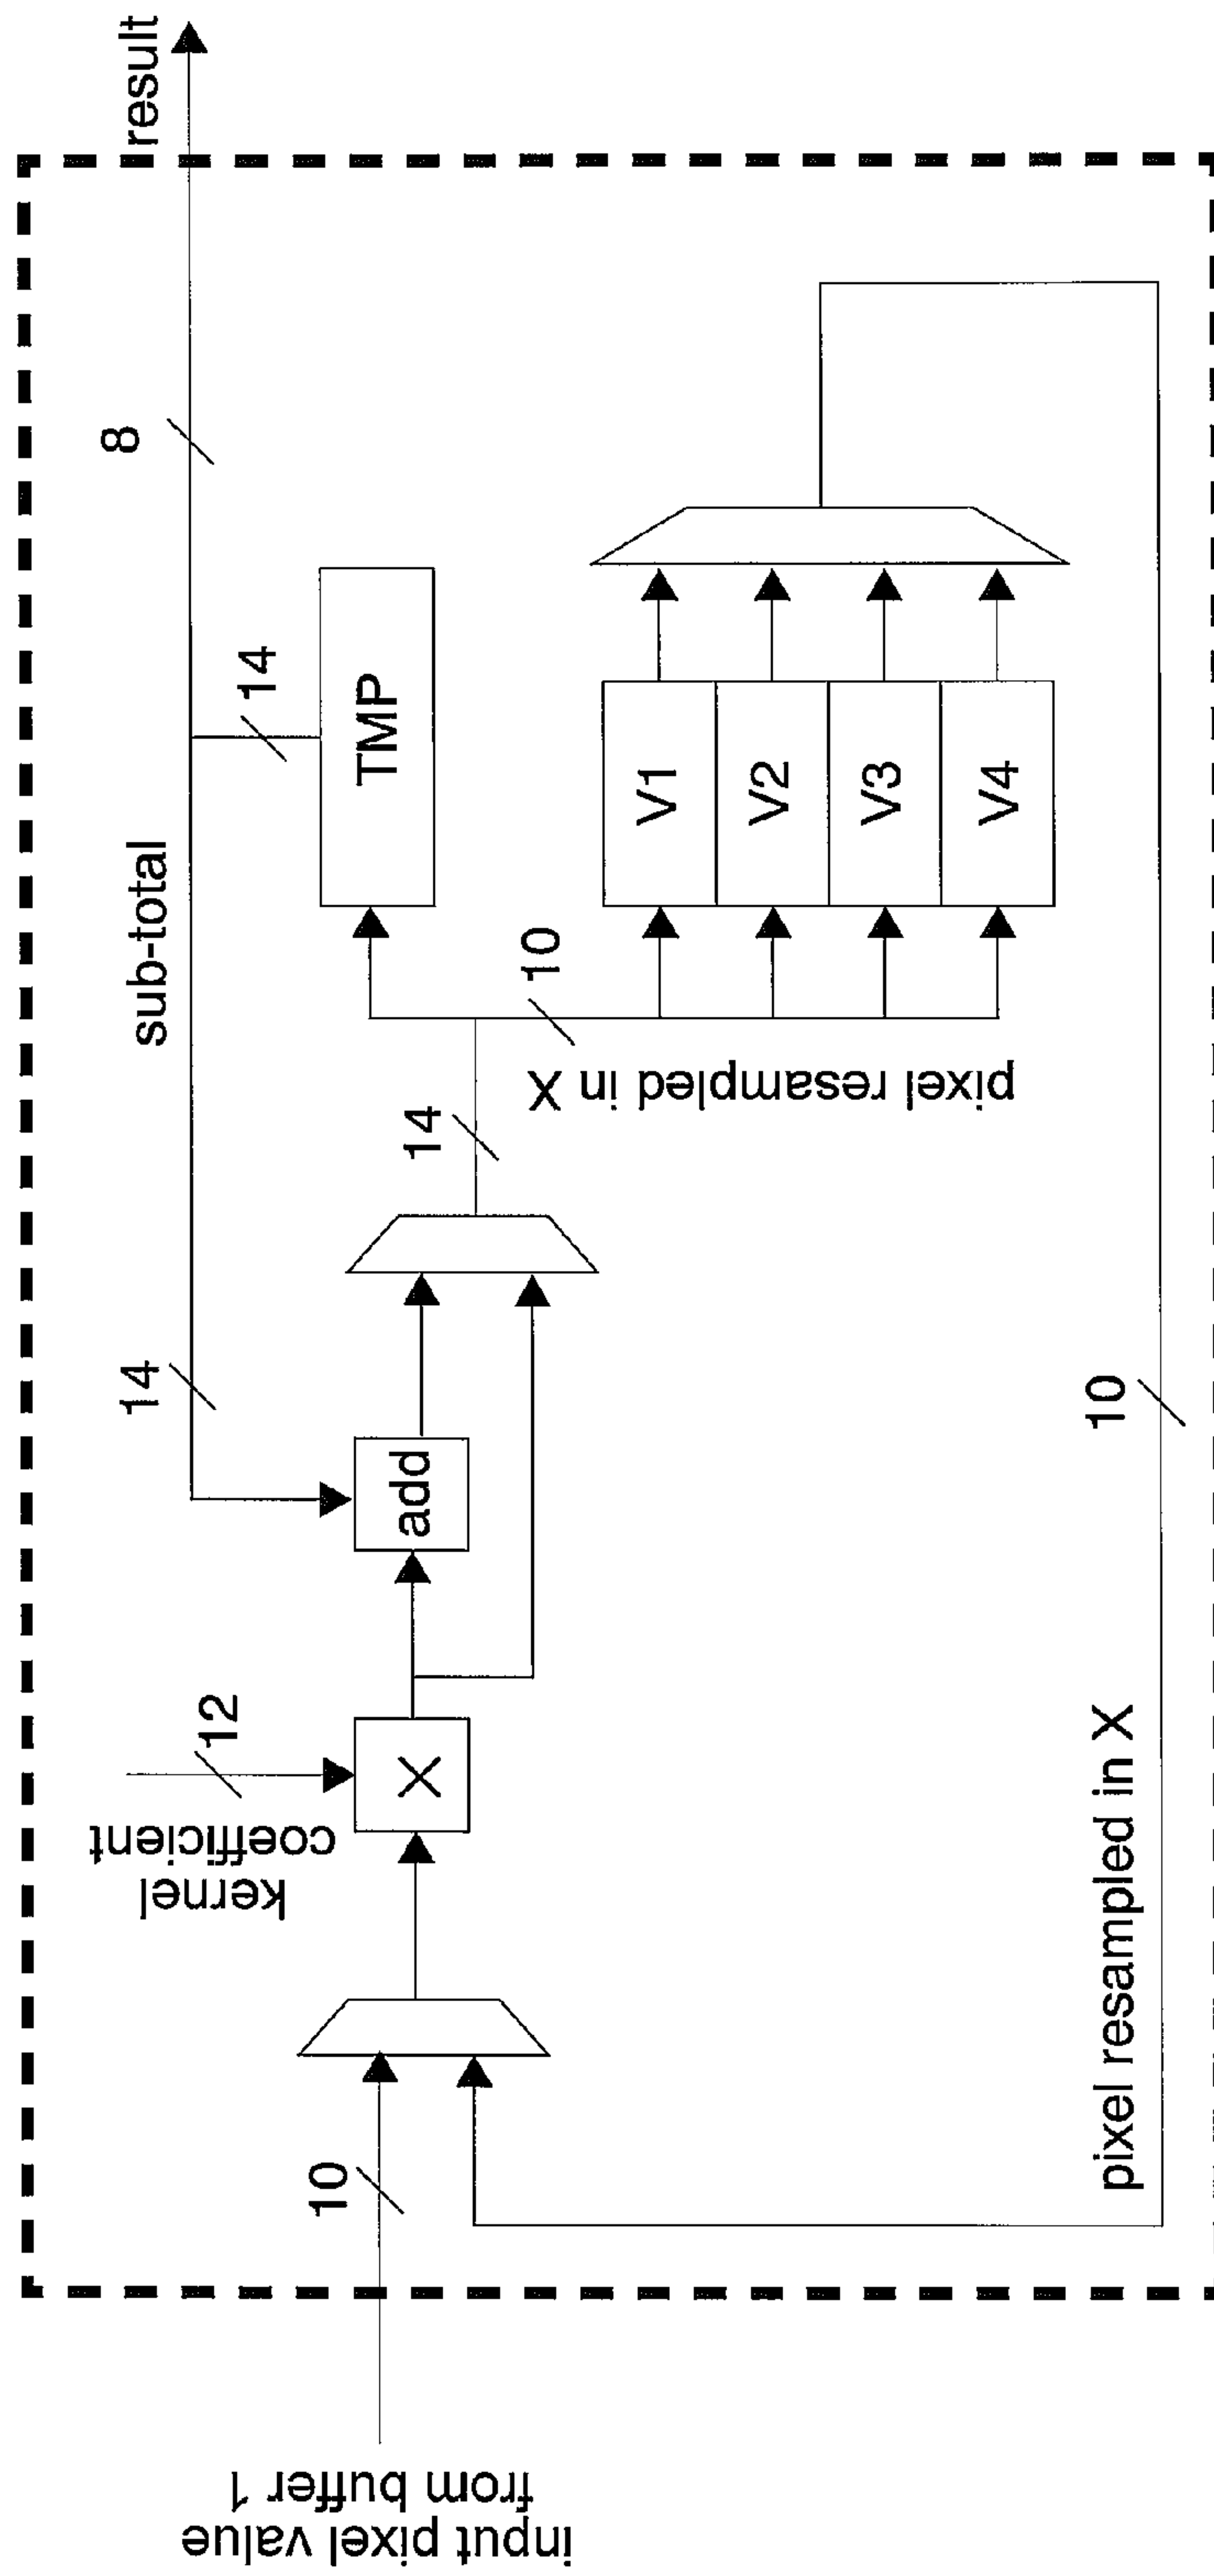 result
8
14
sub-total
14
TMP
V1
V2
V3
V4
10
pixel resampled in X
14
add
12
kernel
coefficient
X
10
pixel resampled in X
10
input pixel value
from buffer 1